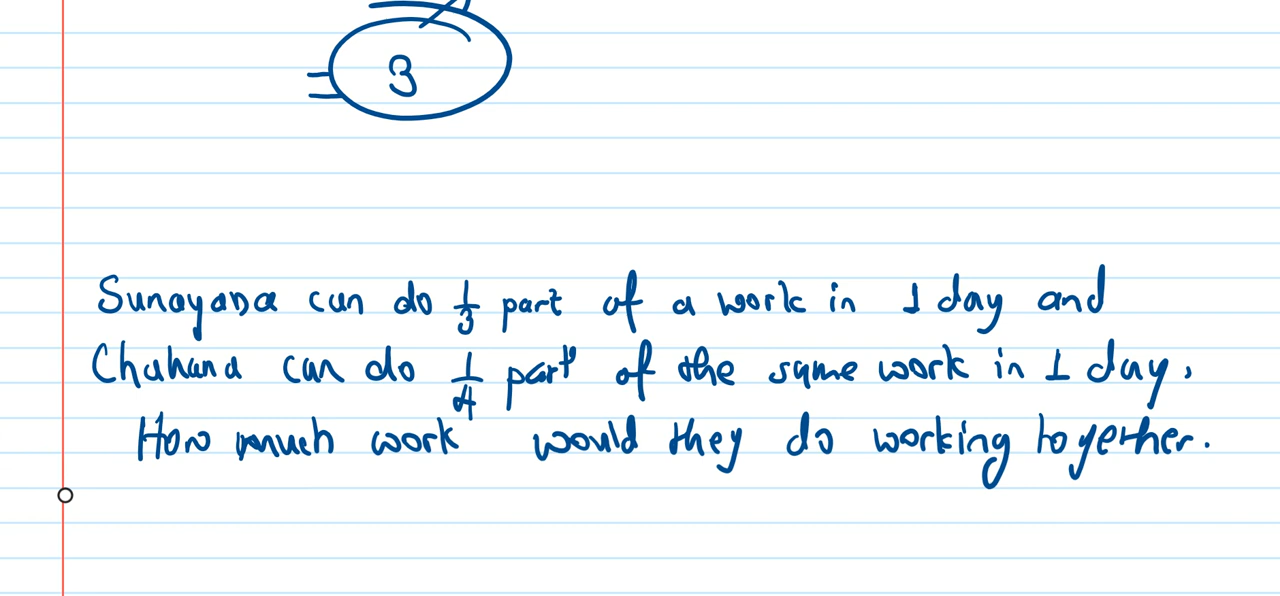 = 3
Sunayana can do 1/3 part of a work in 1 day and
Chahana can do 1/4 part of the same work in 1 day,
How much work would they do working together.